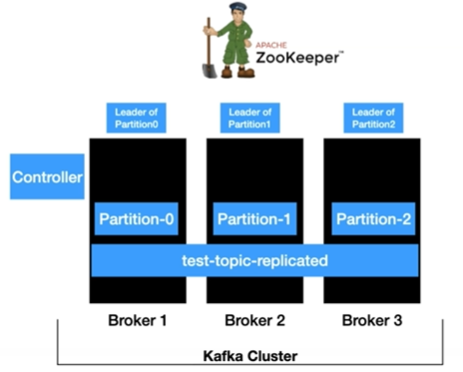 APACHE
ZooKeeper™
Leader of
Partition0
Leader of
Partition1
Leader of
Partition2
Controller
Partition-0
Partition-1
Partition-2
test-topic-replicated
Broker 1
Broker 2
Broker 3
Kafka Cluster